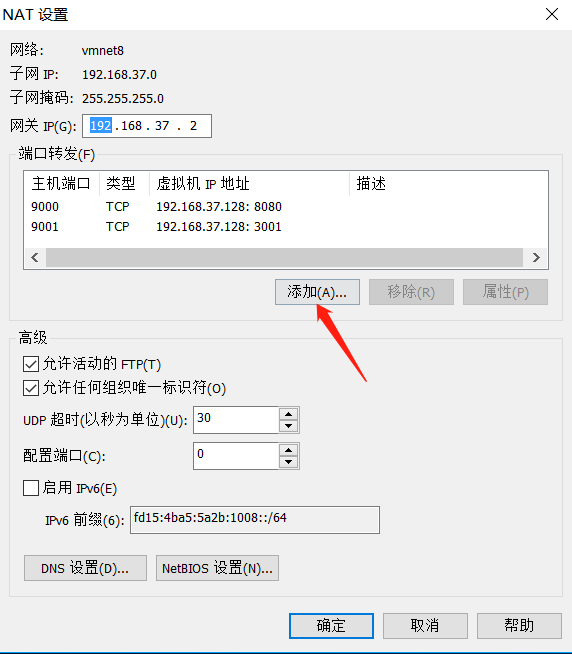 NAT 设置
网络: vmnet8
子网 IP: 192.168.37.0
子网掩码: 255.255.255.0
网关 IP(G): 192 . 168 . 37 . 2
端口转发(F)
主机端口 类型 虚拟机 IP 地址 描述
9000 TCP 192.168.37.128: 8080
9001 TCP 192.168.37.128: 3001
添加(A)... 移除(R) 属性(P)
高级
允许活动的 FTP(T)
允许任何组织唯一标识符(O)
UDP 超时(以秒为单位)(U): 30
配置端口(C): 0
启用 IPv6(E)
IPv6 前缀(6): fd15:4ba5:5a2b:1008::/64
DNS 设置(D)... NetBIOS 设置(N)...
确定 取消 帮助